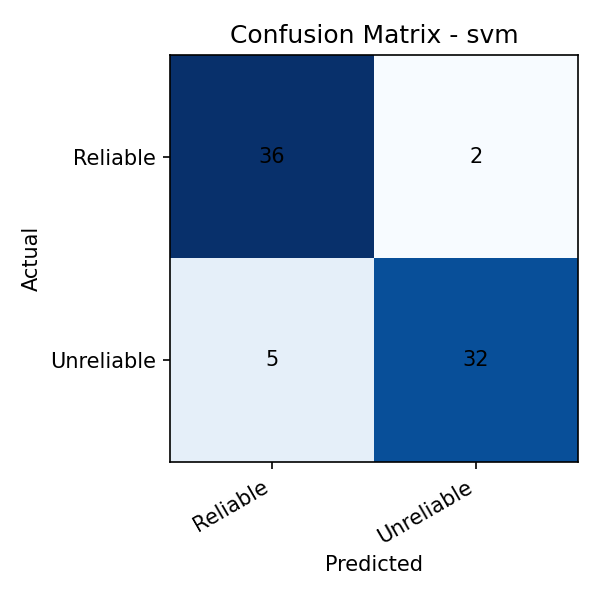 Confusion Matrix - svm
Actual
Reliable
36
2
Unreliable
5
32
Reliable
Unreliable
Predicted